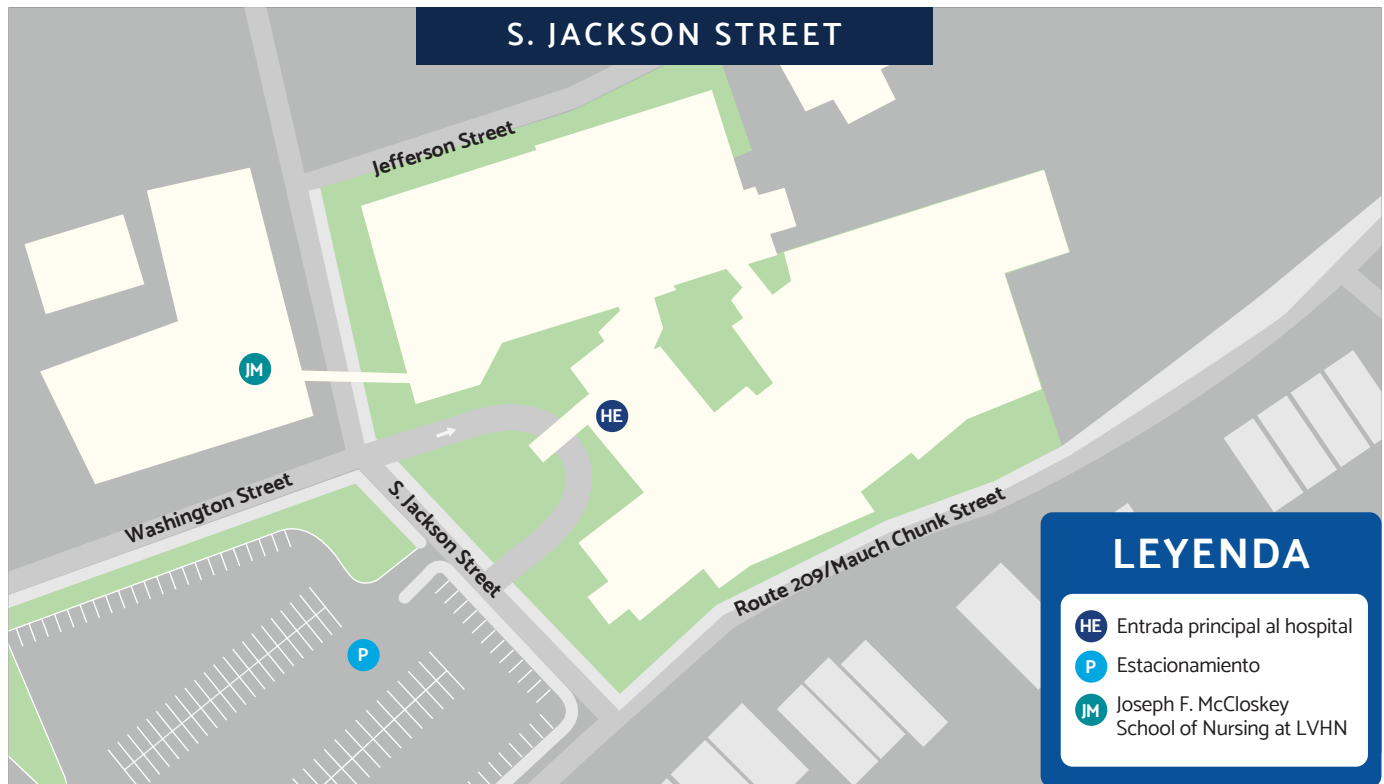 S. JACKSON STREET
Jefferson Street
JM
HE
Washington Street
S. Jackson Street
Route 209/Mauch Chunk Street
P
LEYENDA
HE Entrada principal al hospital
P Estacionamiento
JM Joseph F. McCloskey
School of Nursing at LVHN